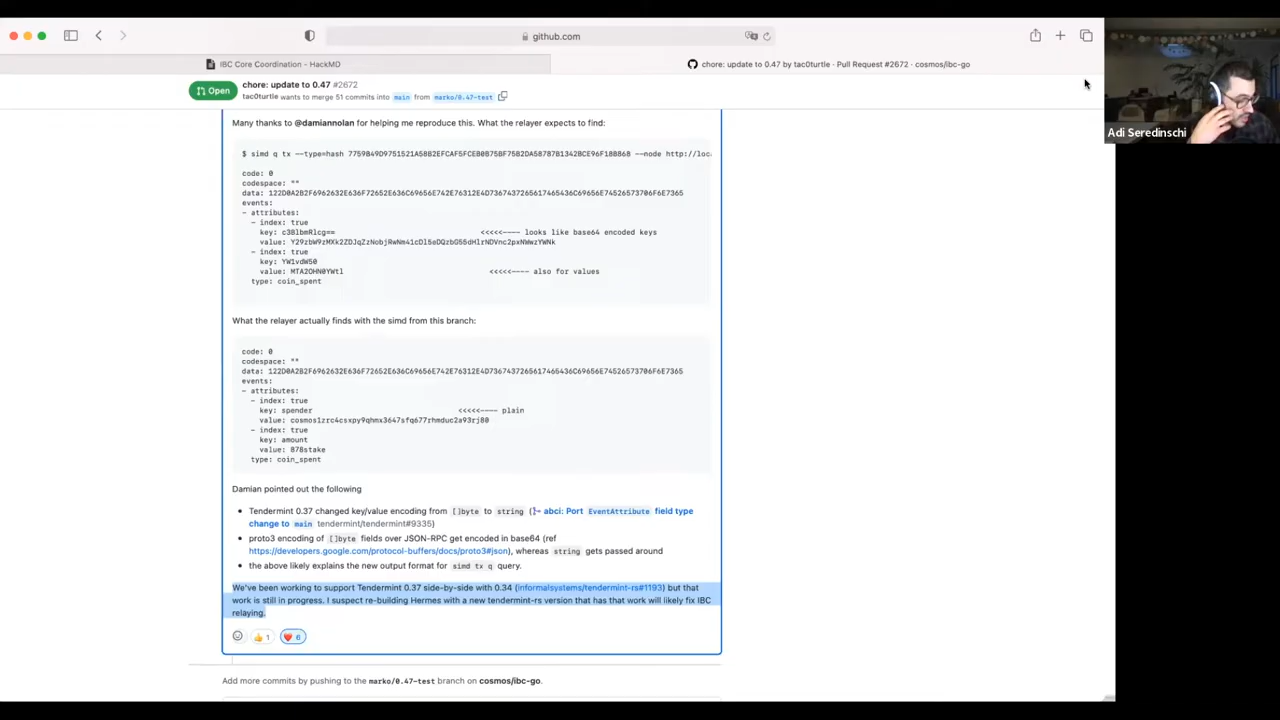 github.com
IBC Core Coordination - HackMD
chore: update to 0.47 by tac0turtle · Pull Request #2672 · cosmos/ibc-go
Open
chore: update to 0.47 #2672
tac0turtle wants to merge 51 commits into main from marko/0.47-test
Adi Seredinschi
Many thanks to @damiannolan for helping me reproduce this. What the relayer expects to find:
code: 0
codespace: ""
events:
- attributes:
- index: true
key: c3BlbmRlcg== <<<<<---- looks like base64 encoded keys
- index: true
key: YW1vdW50
<<<<<---- also for values
type: coin_spent
What the relayer actually finds with the simd from this branch:
code: 0
codespace: ""
events:
- attributes:
- index: true
key: spender <<<<<---- plain
value: cosmos1zrc4csxpy9qhmx3647sfq677rhmduc2a93rj80
- index: true
key: amount
value: 878stake
type: coin_spent
Damian pointed out the following
• Tendermint 0.37 changed key/value encoding from []byte to string (abci: Port EventAttribute field type
change to main tendermint/tendermint#9335)
• proto3 encoding of []byte fields over JSON-RPC get encoded in base64 (ref
https://developers.google.com/protocol-buffers/docs/proto3#json), whereas string gets passed around
• the above likely explains the new output format for simd tx q query.
We've been working to support Tendermint 0.37 side-by-side with 0.34 (informalsystems/tendermint-rs#1193) but that
work is still in progress. I suspect re-building Hermes with a new tendermint-rs version that has that work will likely fix IBC
relaying.
1
6
Add more commits by pushing to the marko/0.47-test branch on cosmos/ibc-go.